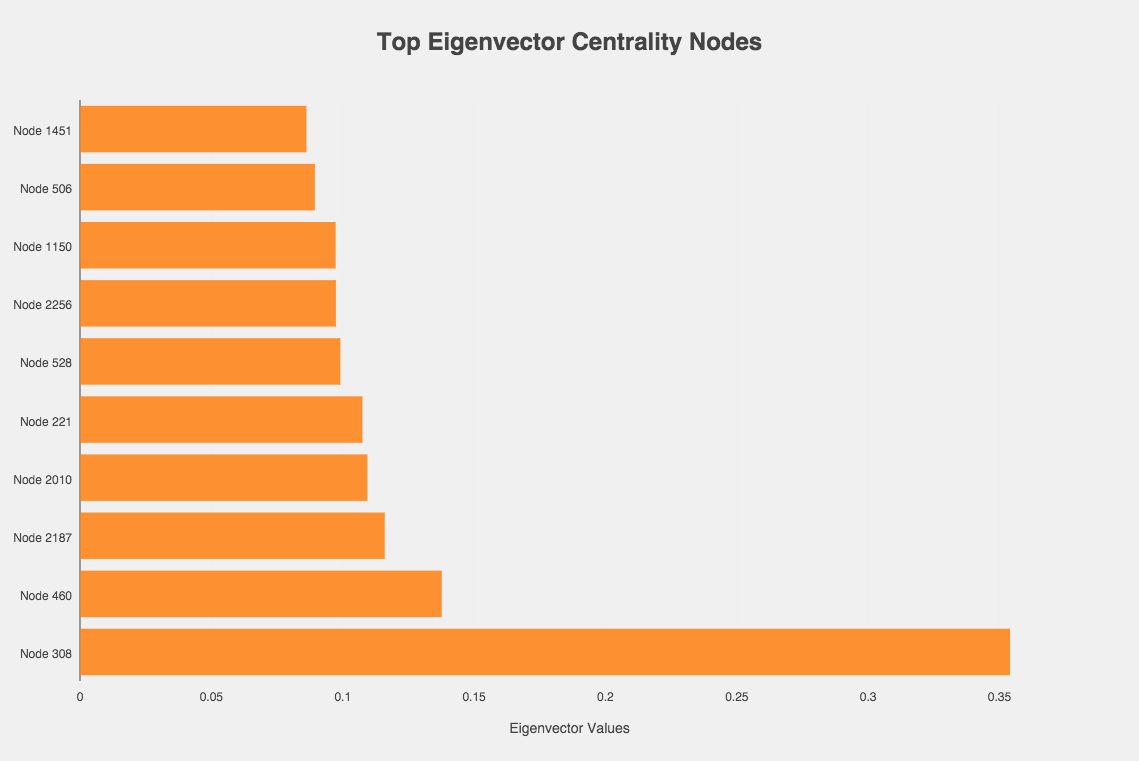 Top Eigenvector Centrality Nodes
Node 1451
Node 506
Node 1150
Node 2256
Node 528
Node 221
Node 2010
Node 2187
Node 460
Node 308
0 0.05 0.1 0.15 0.2 0.25 0.3 0.35
Eigenvector Values